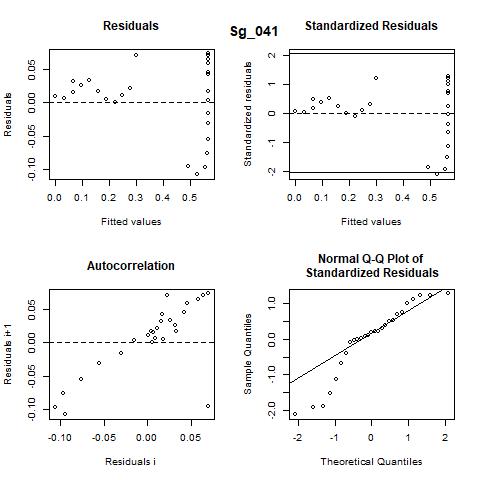 Sg_041
Residuals
Residuals
-0.10 -0.05 0.00 0.05
0.0 0.1 0.2 0.3 0.4 0.5
Fitted values
Standardized Residuals
Standardized residuals
-2 -1 0 1 2
0.0 0.1 0.2 0.3 0.4 0.5
Fitted values
Autocorrelation
Residuals i+1
-0.10 -0.05 0.00 0.05
-0.10 -0.05 0.00 0.05
Residuals i
Normal Q-Q Plot of
Standardized Residuals
Sample Quantiles
-2.0 -1.0 0.0 1.0
-2 -1 0 1 2
Theoretical Quantiles